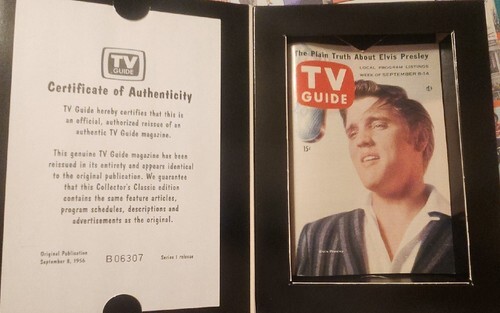 TV
GUIDE
Certificate of Authenticity
TV Guide hereby certifies that this is
an official, authorized reissue of an
authentic TV Guide magazine.
This genuine TV Guide magazine has been
reissued in its entirety and appears identical
to the original publication. We guarantee
that this Collector's Classic edition
contains the same feature articles,
program schedules, descriptions and
advertisements as the original.
Original Publication
September 8, 1956
B06307
Series 1 release
The Plain Truth About Elvis Presley
LOCAL PROGRAM LISTINGS
WEEK OF SEPTEMBER 8-14
TV
GUIDE
15¢
Elvis Presley